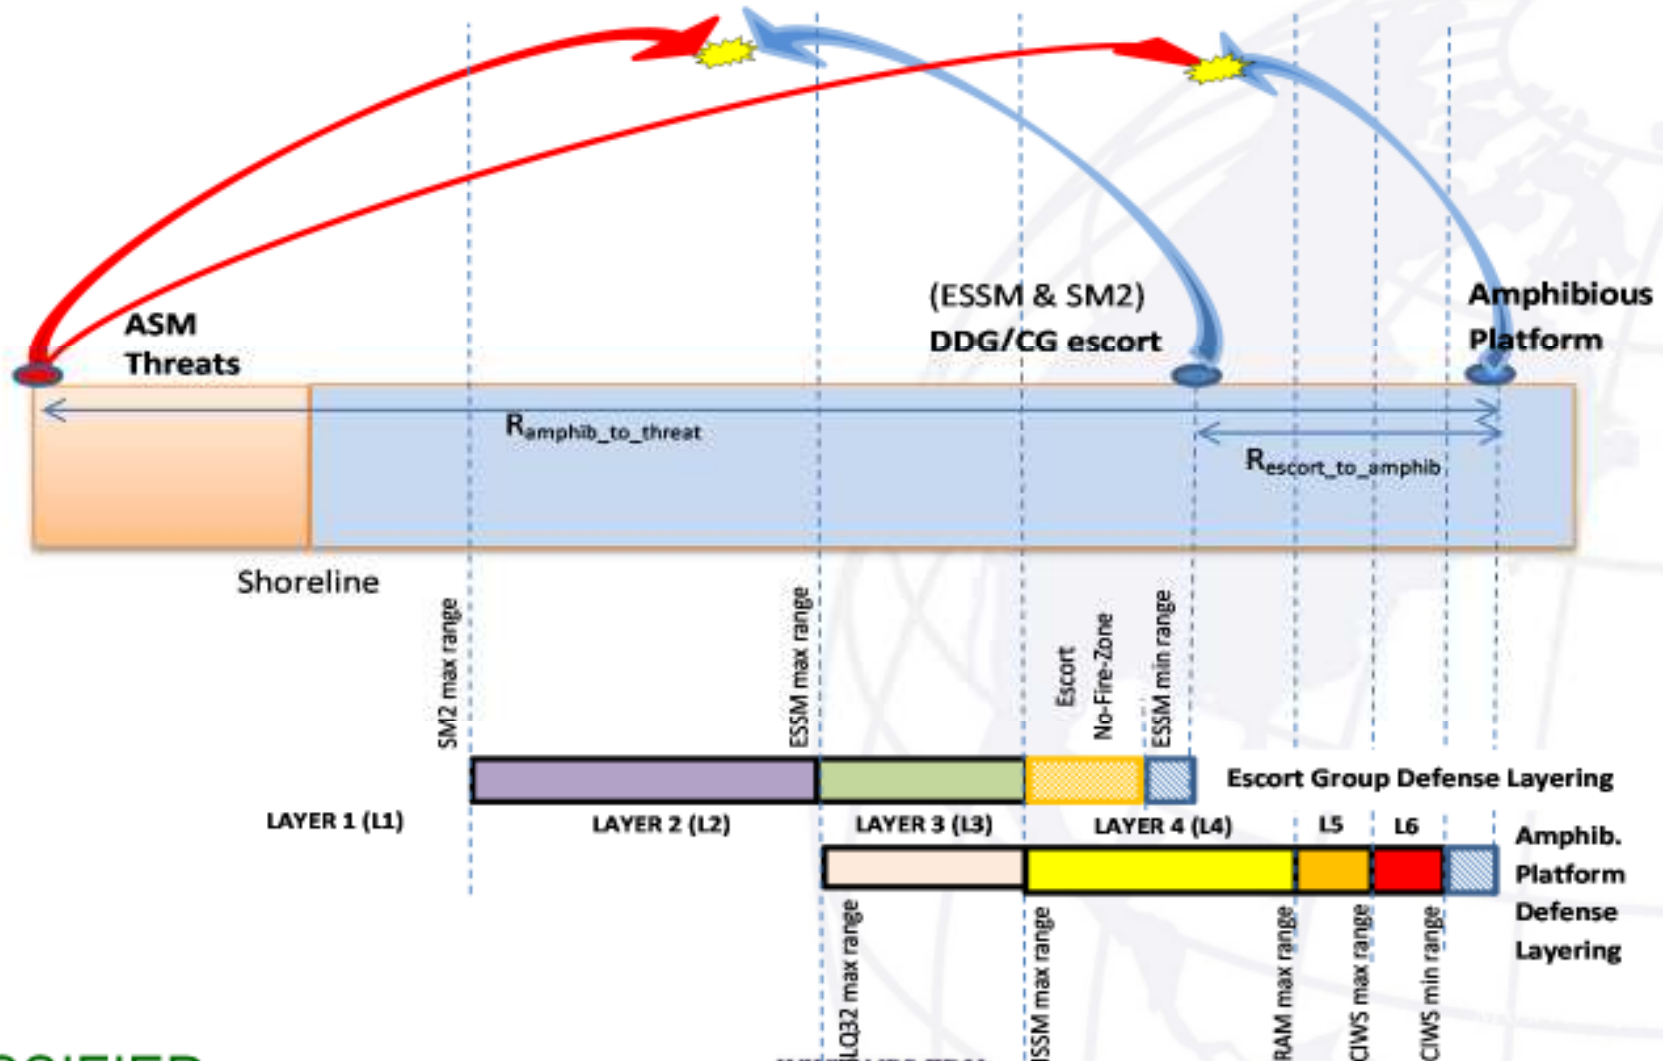 (ESSM & SM2)
DDG/CG escort
Amphibious
Platform
ASM
Threats
Ramphib_to_threat
Rescort_to_amphib
Shoreline
SM2 max range
ESSM max range
Escort
No-Fire-Zone
ESSM min range
Escort Group Defense Layering
LAYER 1 (L1)
LAYER 2 (L2)
LAYER 3 (L3)
LAYER 4 (L4)
L5
L6
Amphib.
Platform
Defense
Layering
LQ32 max range
ISSM max range
RAM max range
CIWS max range
CIWS min range